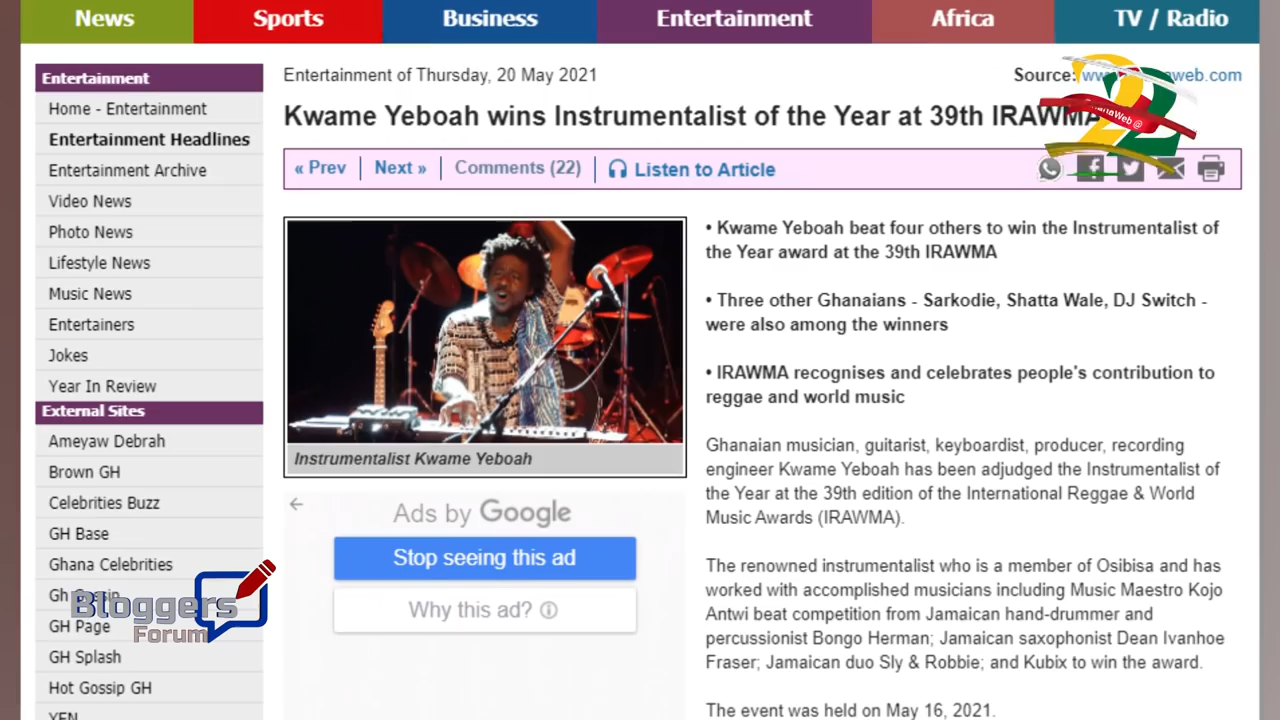 News
Sports
Business
Entertainment
Africa
TV / Radio
Entertainment
Home - Entertainment
Entertainment Headlines
Entertainment Archive
Video News
Photo News
Lifestyle News
Music News
Entertainers
Jokes
Year In Review
External Sites
Ameyaw Debrah
Brown GH
Celebrities Buzz
GH Base
Ghana Celebrities
GH Page
GH Splash
Hot Gossip GH
YEN
Bloggers
Forum
Entertainment of Thursday, 20 May 2021
Source:
Kwame Yeboah wins Instrumentalist of the Year at 39th IRAWMA
22
« Prev
Next »
Comments (22)
Listen to Article
Instrumentalist Kwame Yeboah
Ads by Google
Stop seeing this ad
Why this ad?
• Kwame Yeboah beat four others to win the Instrumentalist of
the Year award at the 39th IRAWMA
• Three other Ghanaians - Sarkodie, Shatta Wale, DJ Switch -
were also among the winners
• IRAWMA recognises and celebrates people's contribution to
reggae and world music
Ghanaian musician, guitarist, keyboardist, producer, recording
engineer Kwame Yeboah has been adjudged the Instrumentalist of
the Year at the 39th edition of the International Reggae & World
Music Awards (IRAWMA).
The renowned instrumentalist who is a member of Osibisa and has
worked with accomplished musicians including Music Maestro Kojo
Antwi beat competition from Jamaican hand-drummer and
percussionist Bongo Herman; Jamaican saxophonist Dean Ivanhoe
Fraser; Jamaican duo Sly & Robbie; and Kubix to win the award.
The event was held on May 16, 2021.